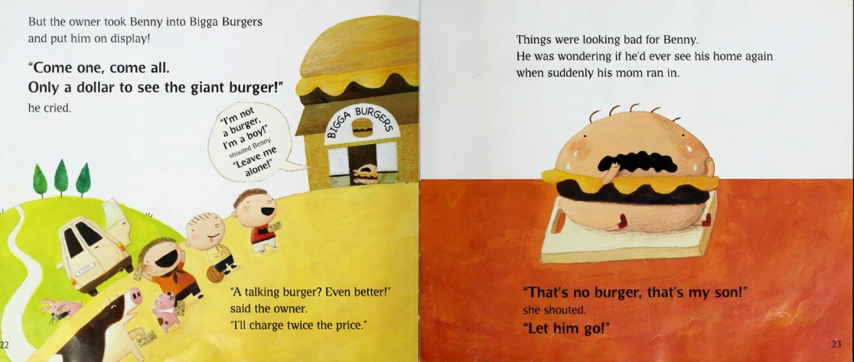 But the owner took Benny into Bigga Burgers
and put him on display!
“Come one, come all.
Only a dollar to see the giant burger!”
he cried.
“I’m not
a burger,
I’m a boy!”
shouted Benny.
“Leave me
alone!”
BIGGA BURGERS
“A talking burger? Even better!”
said the owner.
“I’ll charge twice the price.”
22
Things were looking bad for Benny.
He was wondering if he’d ever see his home again
when suddenly his mom ran in.
“That’s no burger, that’s my son!”
she shouted.
“Let him go!”
23